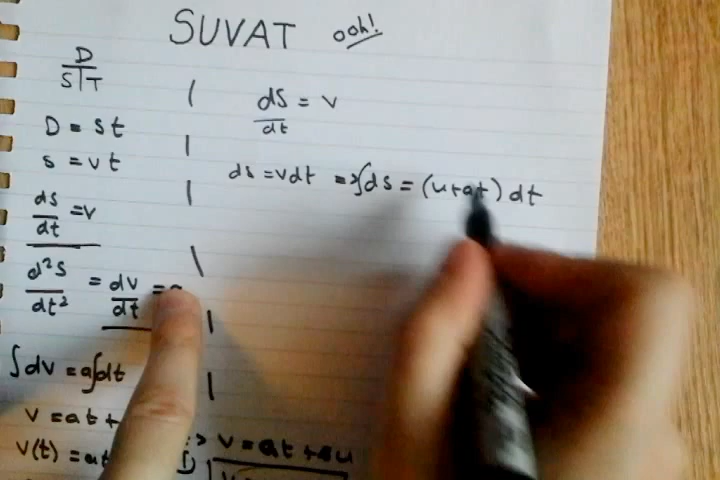 SUVAT ooh!
D
S T
D = st
s = vt
ds/dt = v
d²s/dt² = dv/dt =
∫dv = a∫dt
v = at +
v(t) = at
ds/dt = v
ds = vdt => ∫ds = (u+at) dt
=> v = at + u